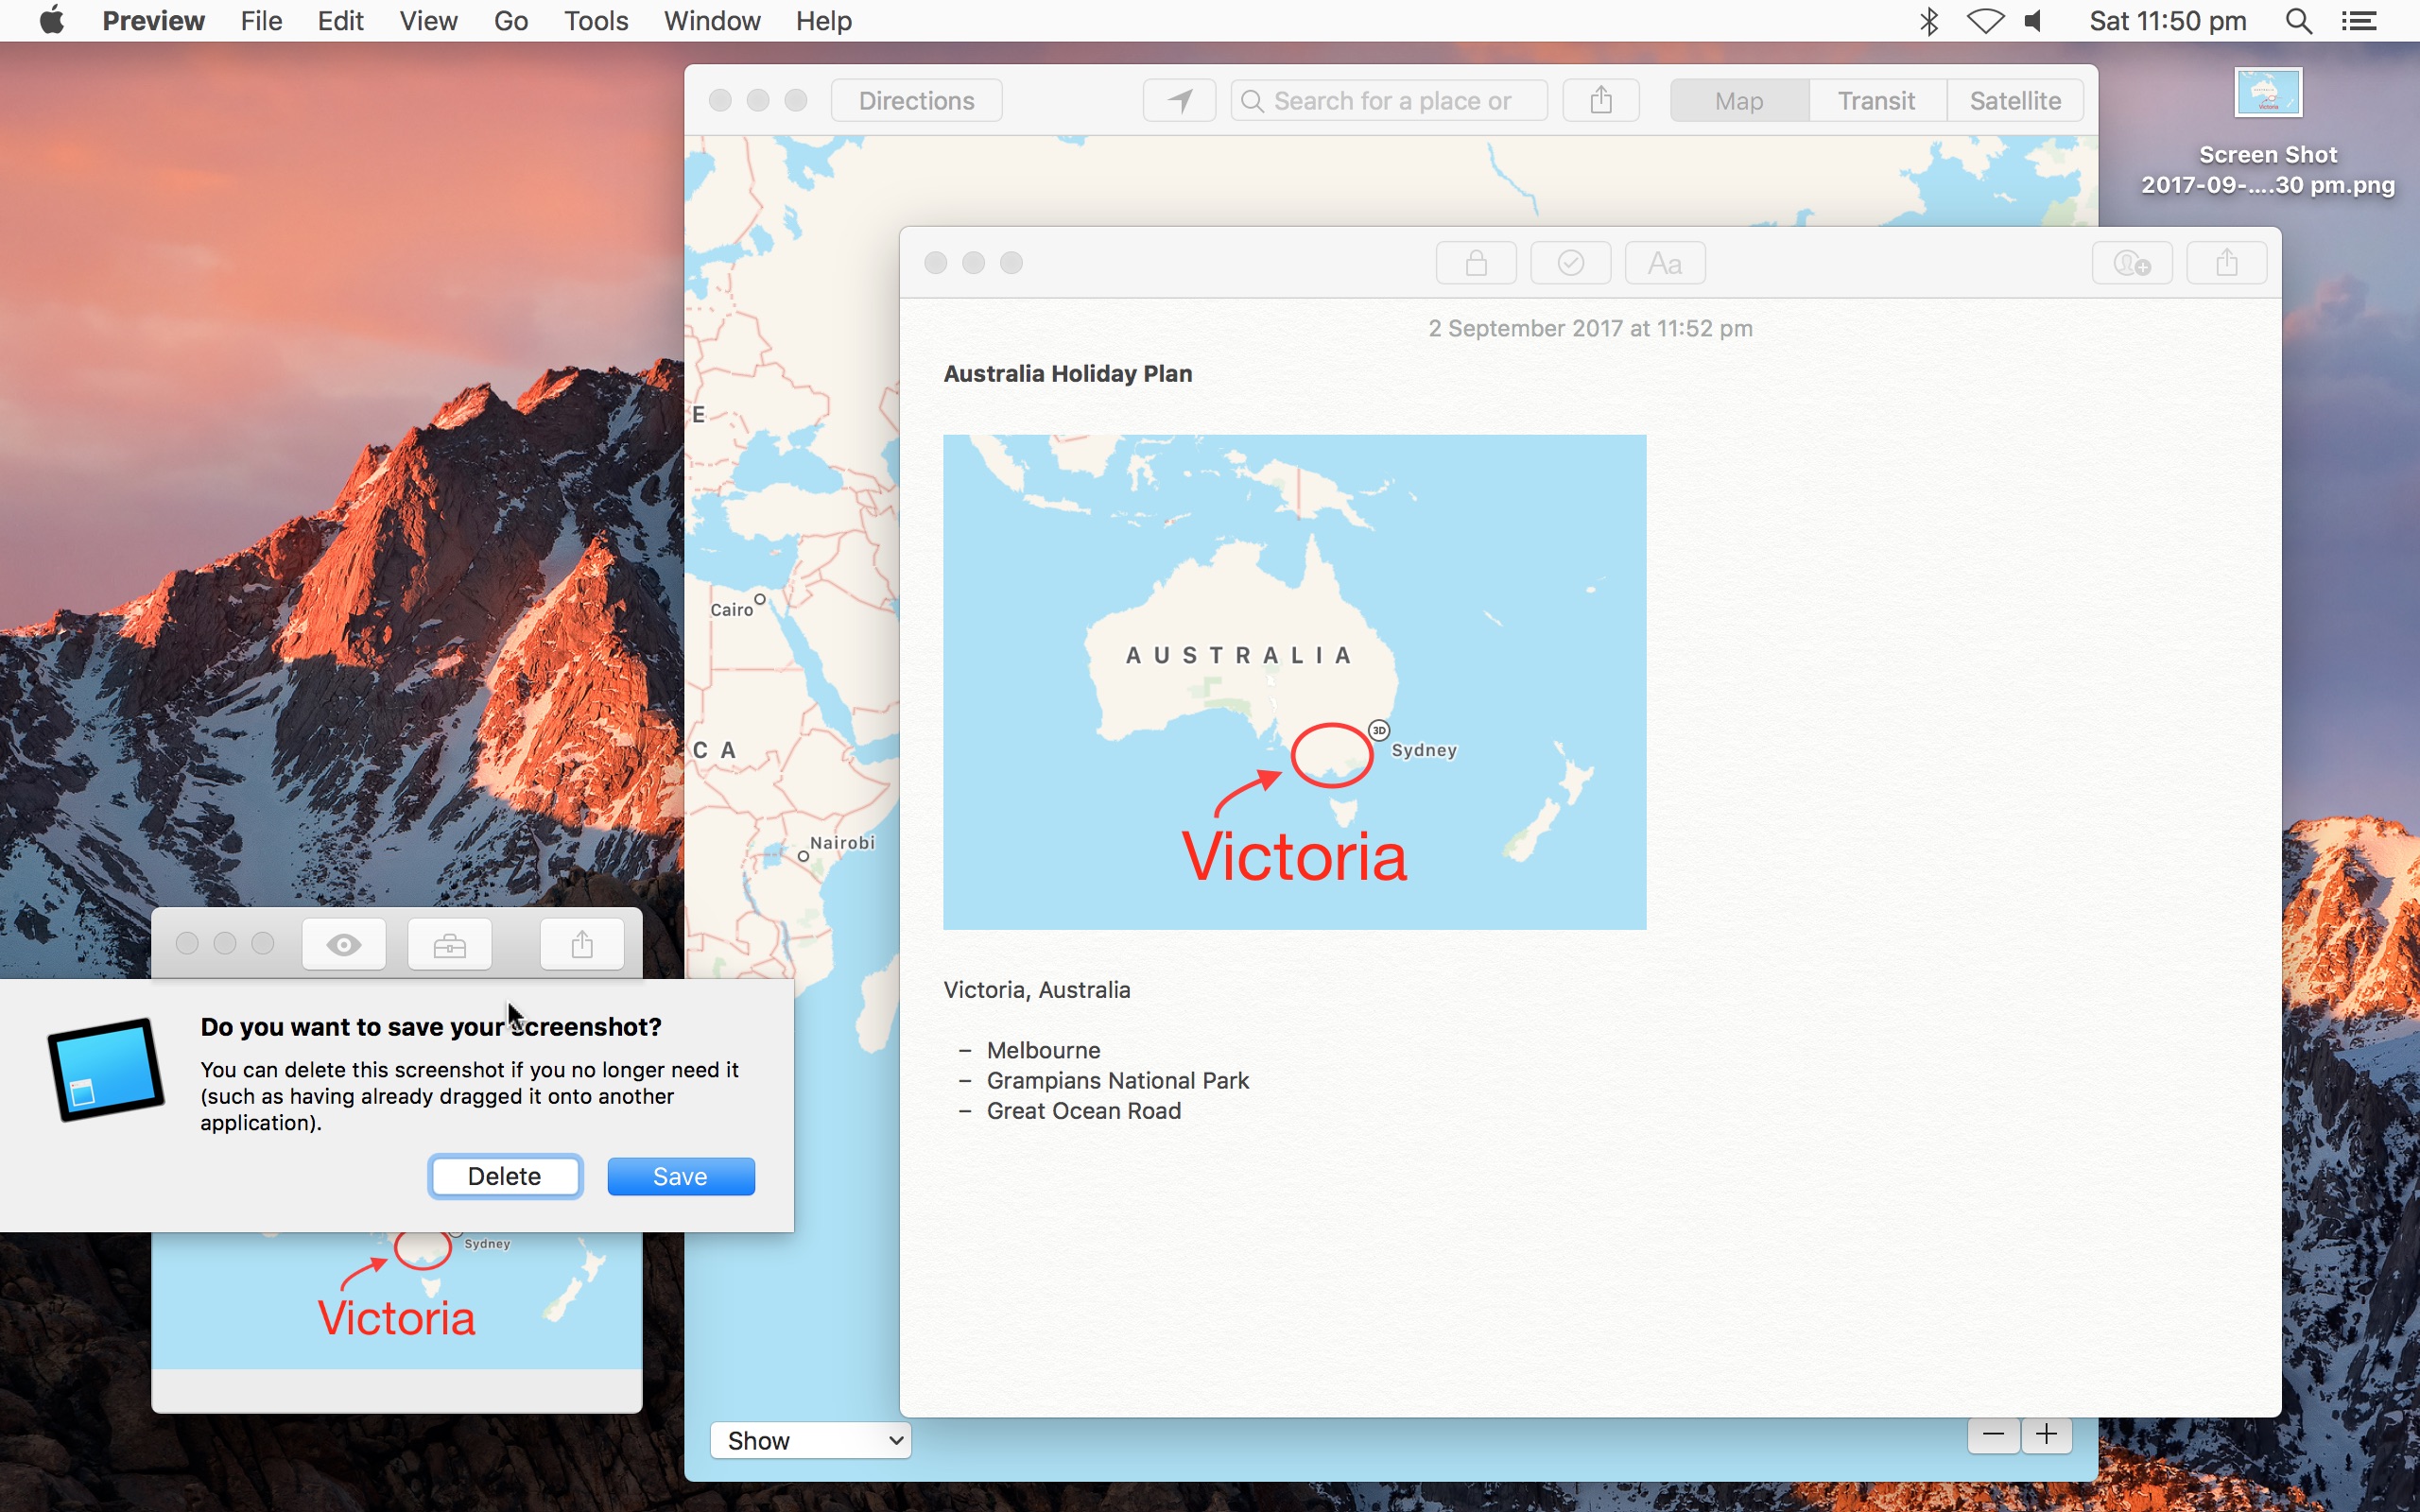 Preview File Edit View Go Tools Window Help
Sat 11:50 pm
Directions
Search for a place or
Map Transit Satellite
Screen Shot
2017-09-....30 pm.png
Aa
2 September 2017 at 11:52 pm
Australia Holiday Plan
E
Cairo
C A
Nairobi
AUSTRALIA
3D
Sydney
Victoria
Victoria, Australia
– Melbourne
– Grampians National Park
– Great Ocean Road
Do you want to save your screenshot?
You can delete this screenshot if you no longer need it
(such as having already dragged it onto another
application).
Delete Save
Sydney
Victoria
Show